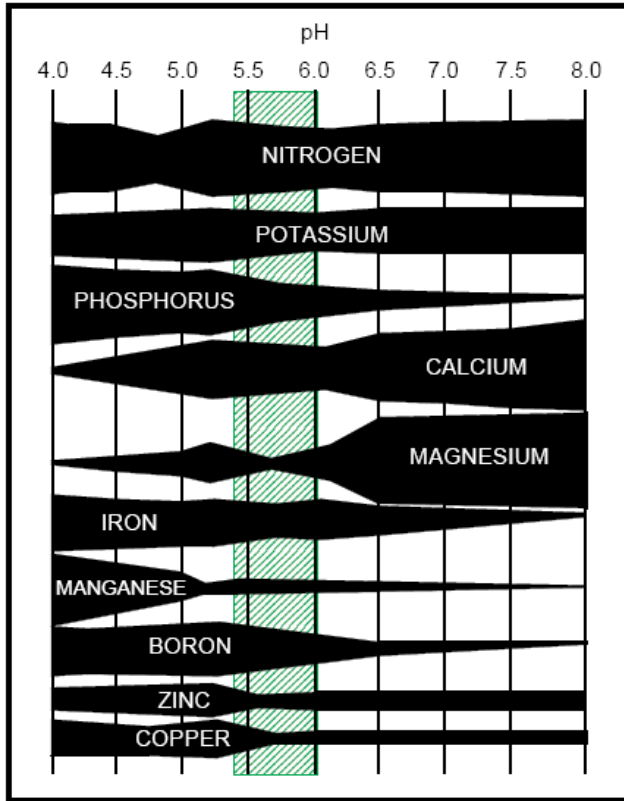 pH
4.0 4.5 5.0 5.5 6.0 6.5 7.0 7.5 8.0
NITROGEN
POTASSIUM
PHOSPHORUS
CALCIUM
MAGNESIUM
IRON
MANGANESE
BORON
ZINC
COPPER